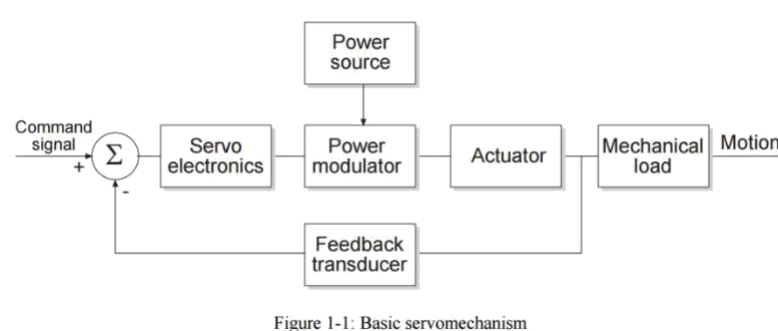 Power
source
Command
signal
+
Σ
-
Servo
electronics
Power
modulator
Actuator
Mechanical
load
Motion
Feedback
transducer
Figure 1-1: Basic servomechanism